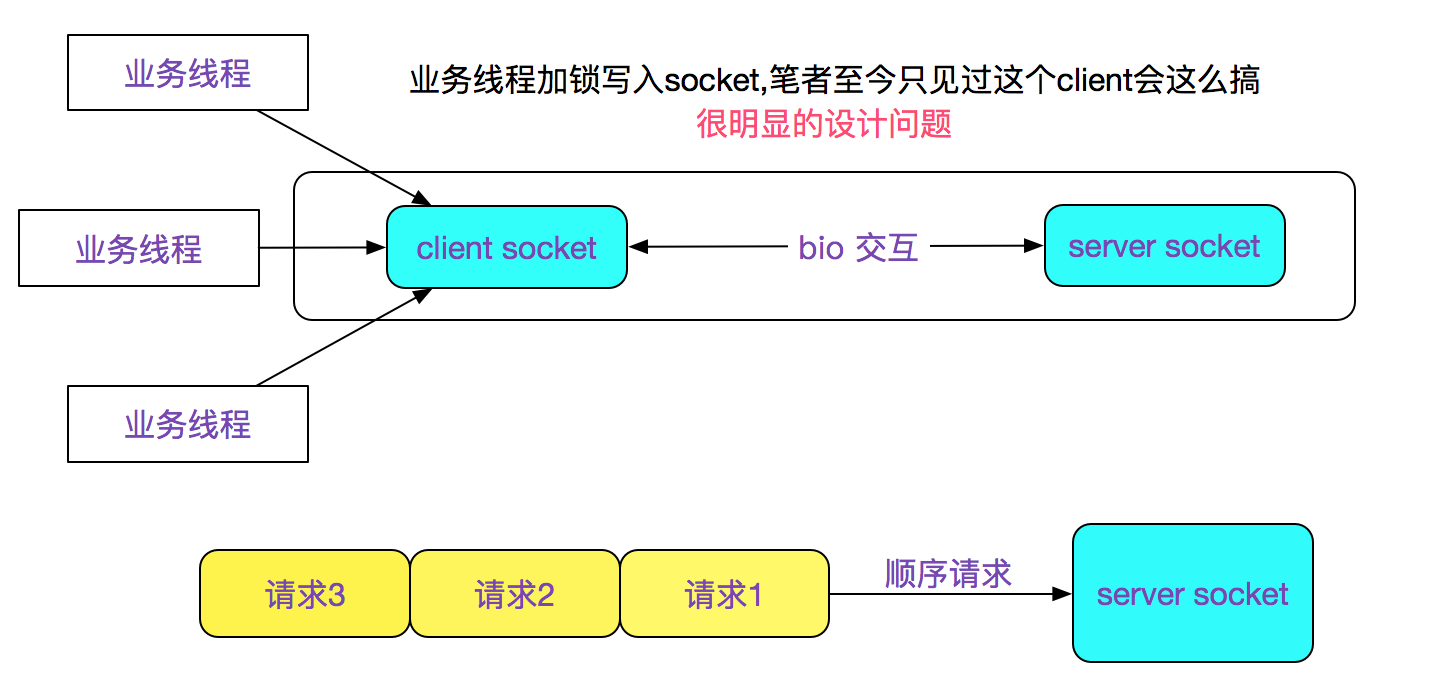 业务线程
业务线程加锁写入socket,笔者至今只见过这个client会这么搞
很明显的设计问题
业务线程
client socket
bio 交互
server socket
业务线程
请求3
请求2
请求1
顺序请求
server socket